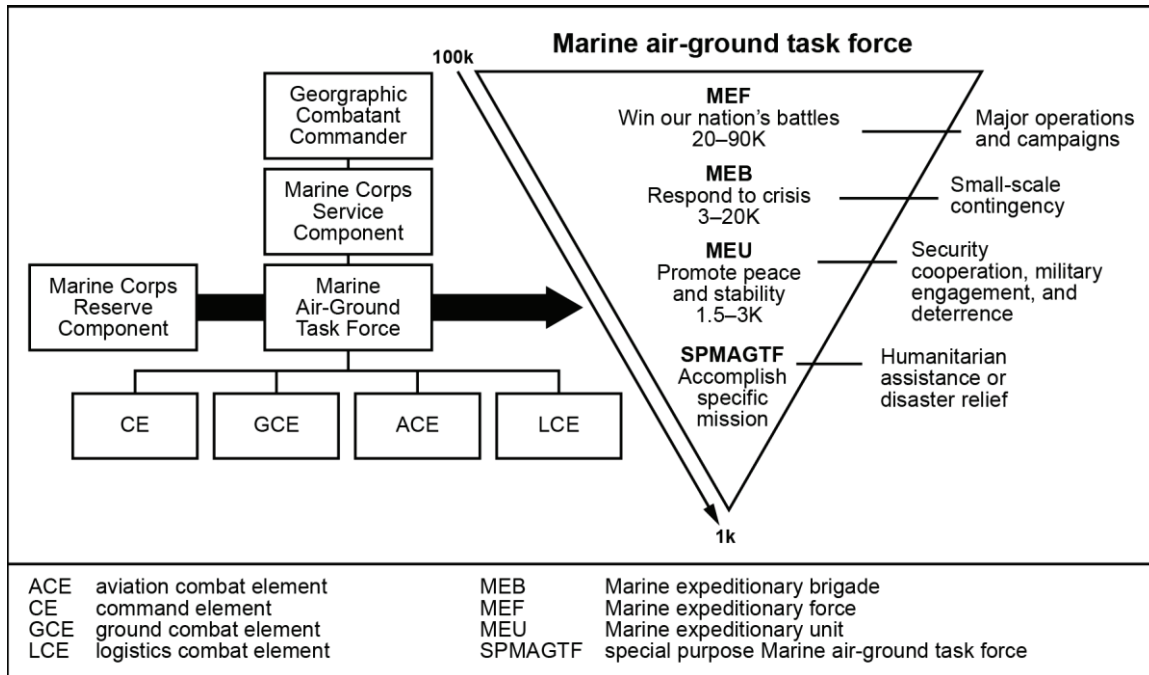 Marine air-ground task force
100k
Georgraphic
Combatant
Commander
Marine Corps
Service
Component
Marine Corps
Reserve
Component
Marine
Air-Ground
Task Force
CE
GCE
ACE
LCE
MEF
Win our nation's battles
20–90K
Major operations
and campaigns
MEB
Respond to crisis
3–20K
Small-scale
contingency
MEU
Promote peace
and stability
1.5–3K
Security
cooperation, military
engagement, and
deterrence
SPMAGTF
Accomplish
specific
mission
Humanitarian
assistance or
disaster relief
1k
ACE aviation combat element
CE command element
GCE ground combat element
LCE logistics combat element
MEB Marine expeditionary brigade
MEF Marine expeditionary force
MEU Marine expeditionary unit
SPMAGTF special purpose Marine air-ground task force